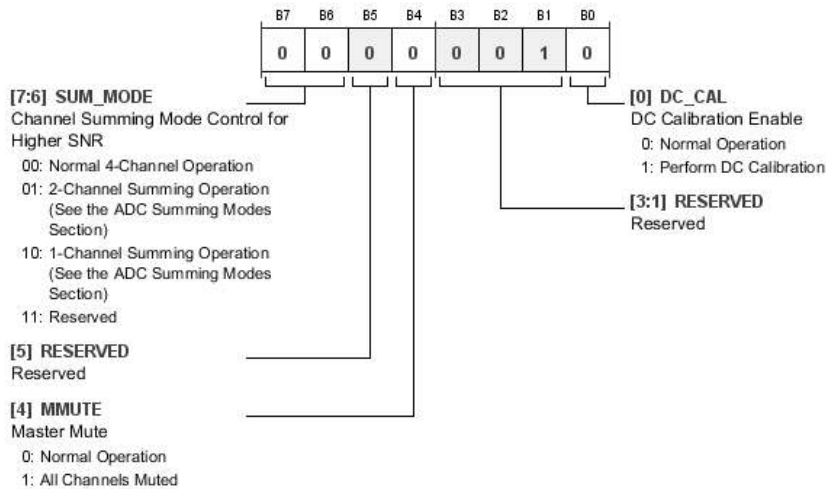 B7 B6 B5 B4 B3 B2 B1 B0
0 0 0 0 0 0 1 0
[7:6] SUM_MODE
Channel Summing Mode Control for
Higher SNR
00: Normal 4-Channel Operation
01: 2-Channel Summing Operation
(See the ADC Summing Modes
Section)
10: 1-Channel Summing Operation
(See the ADC Summing Modes
Section)
11: Reserved
[5] RESERVED
Reserved
[4] MMUTE
Master Mute
0: Normal Operation
1: All Channels Muted
[0] DC_CAL
DC Calibration Enable
0: Normal Operation
1: Perform DC Calibration
[3:1] RESERVED
Reserved